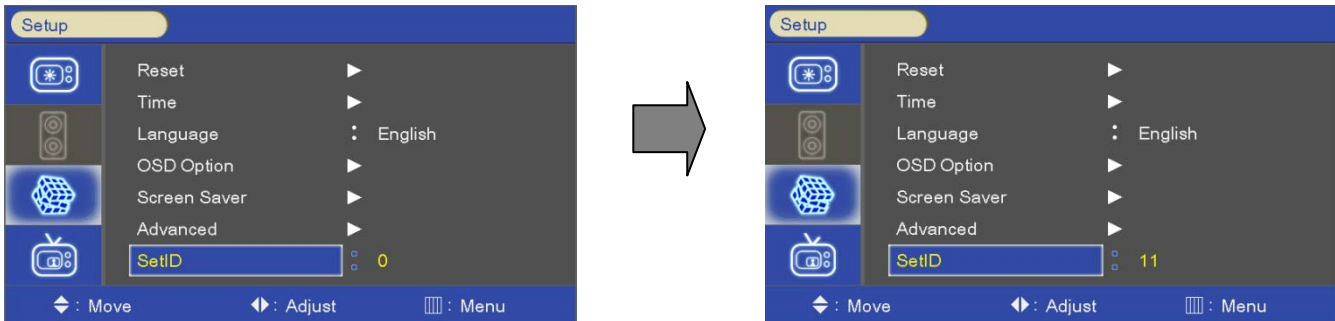 Setup
Reset ▶
Time ▶
Language : English
OSD Option ▶
Screen Saver ▶
Advanced ▶
SetID : 0
: Move : Adjust : Menu
Setup
Reset ▶
Time ▶
Language : English
OSD Option ▶
Screen Saver ▶
Advanced ▶
SetID : 11
: Move : Adjust : Menu